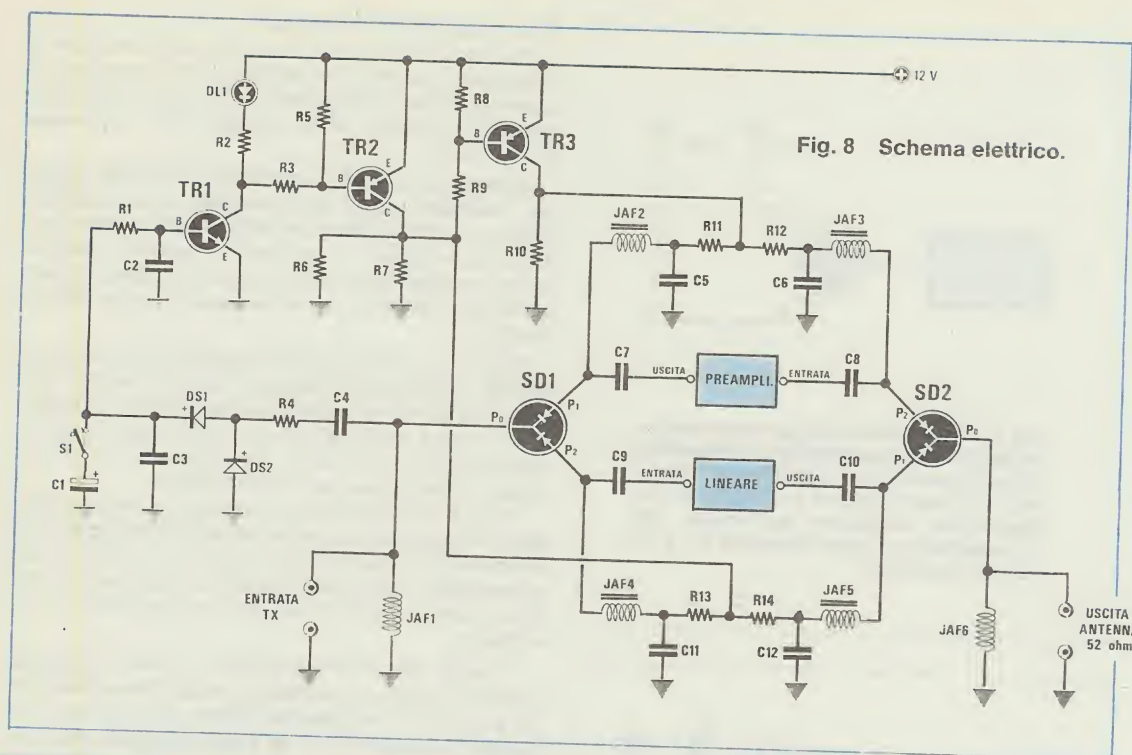 12 V
Fig. 8 Schema elettrico.
DL1
R2
R5
R8
TR3
B
E
C
TR2
R3
B
E
C
R9
TR1
R1
B
C
E
C2
R6
R7
R10
JAF2
R11
R12
JAF3
C5
C6
C7
USCITA
PREAMPLI.
ENTRATA
C8
SD1
P₁
P₀
P₂
SD2
P₂
P₀
P₁
DS1
+
R4
C4
S1
C3
DS2
+
C1
+
C9
ENTRATA
LINEARE
USCITA
C10
ENTRATA
TX
JAF1
JAF4
R13
R14
JAF5
C11
C12
JAF6
USCITA
ANTENNA
52 ohm